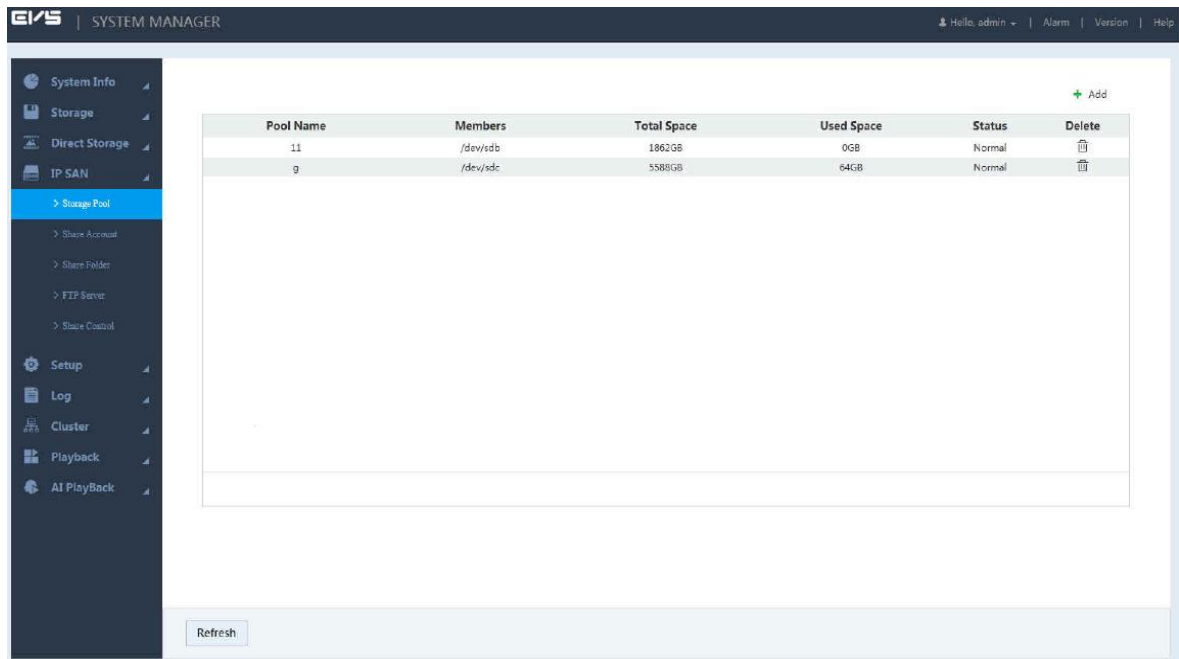 EVS | SYSTEM MANAGER Hello, admin | Alarm | Version | Help
System Info
Storage
Direct Storage
IP SAN
> Storage Pool
> Share Account
> Share Folder
> FTP Server
> Share Control
Setup
Log
Cluster
Playback
AI PlayBack
+ Add
Pool Name Members Total Space Used Space Status Delete
11 /dev/sdb 1862GB 0GB Normal
g /dev/sdc 5588GB 64GB Normal
Refresh